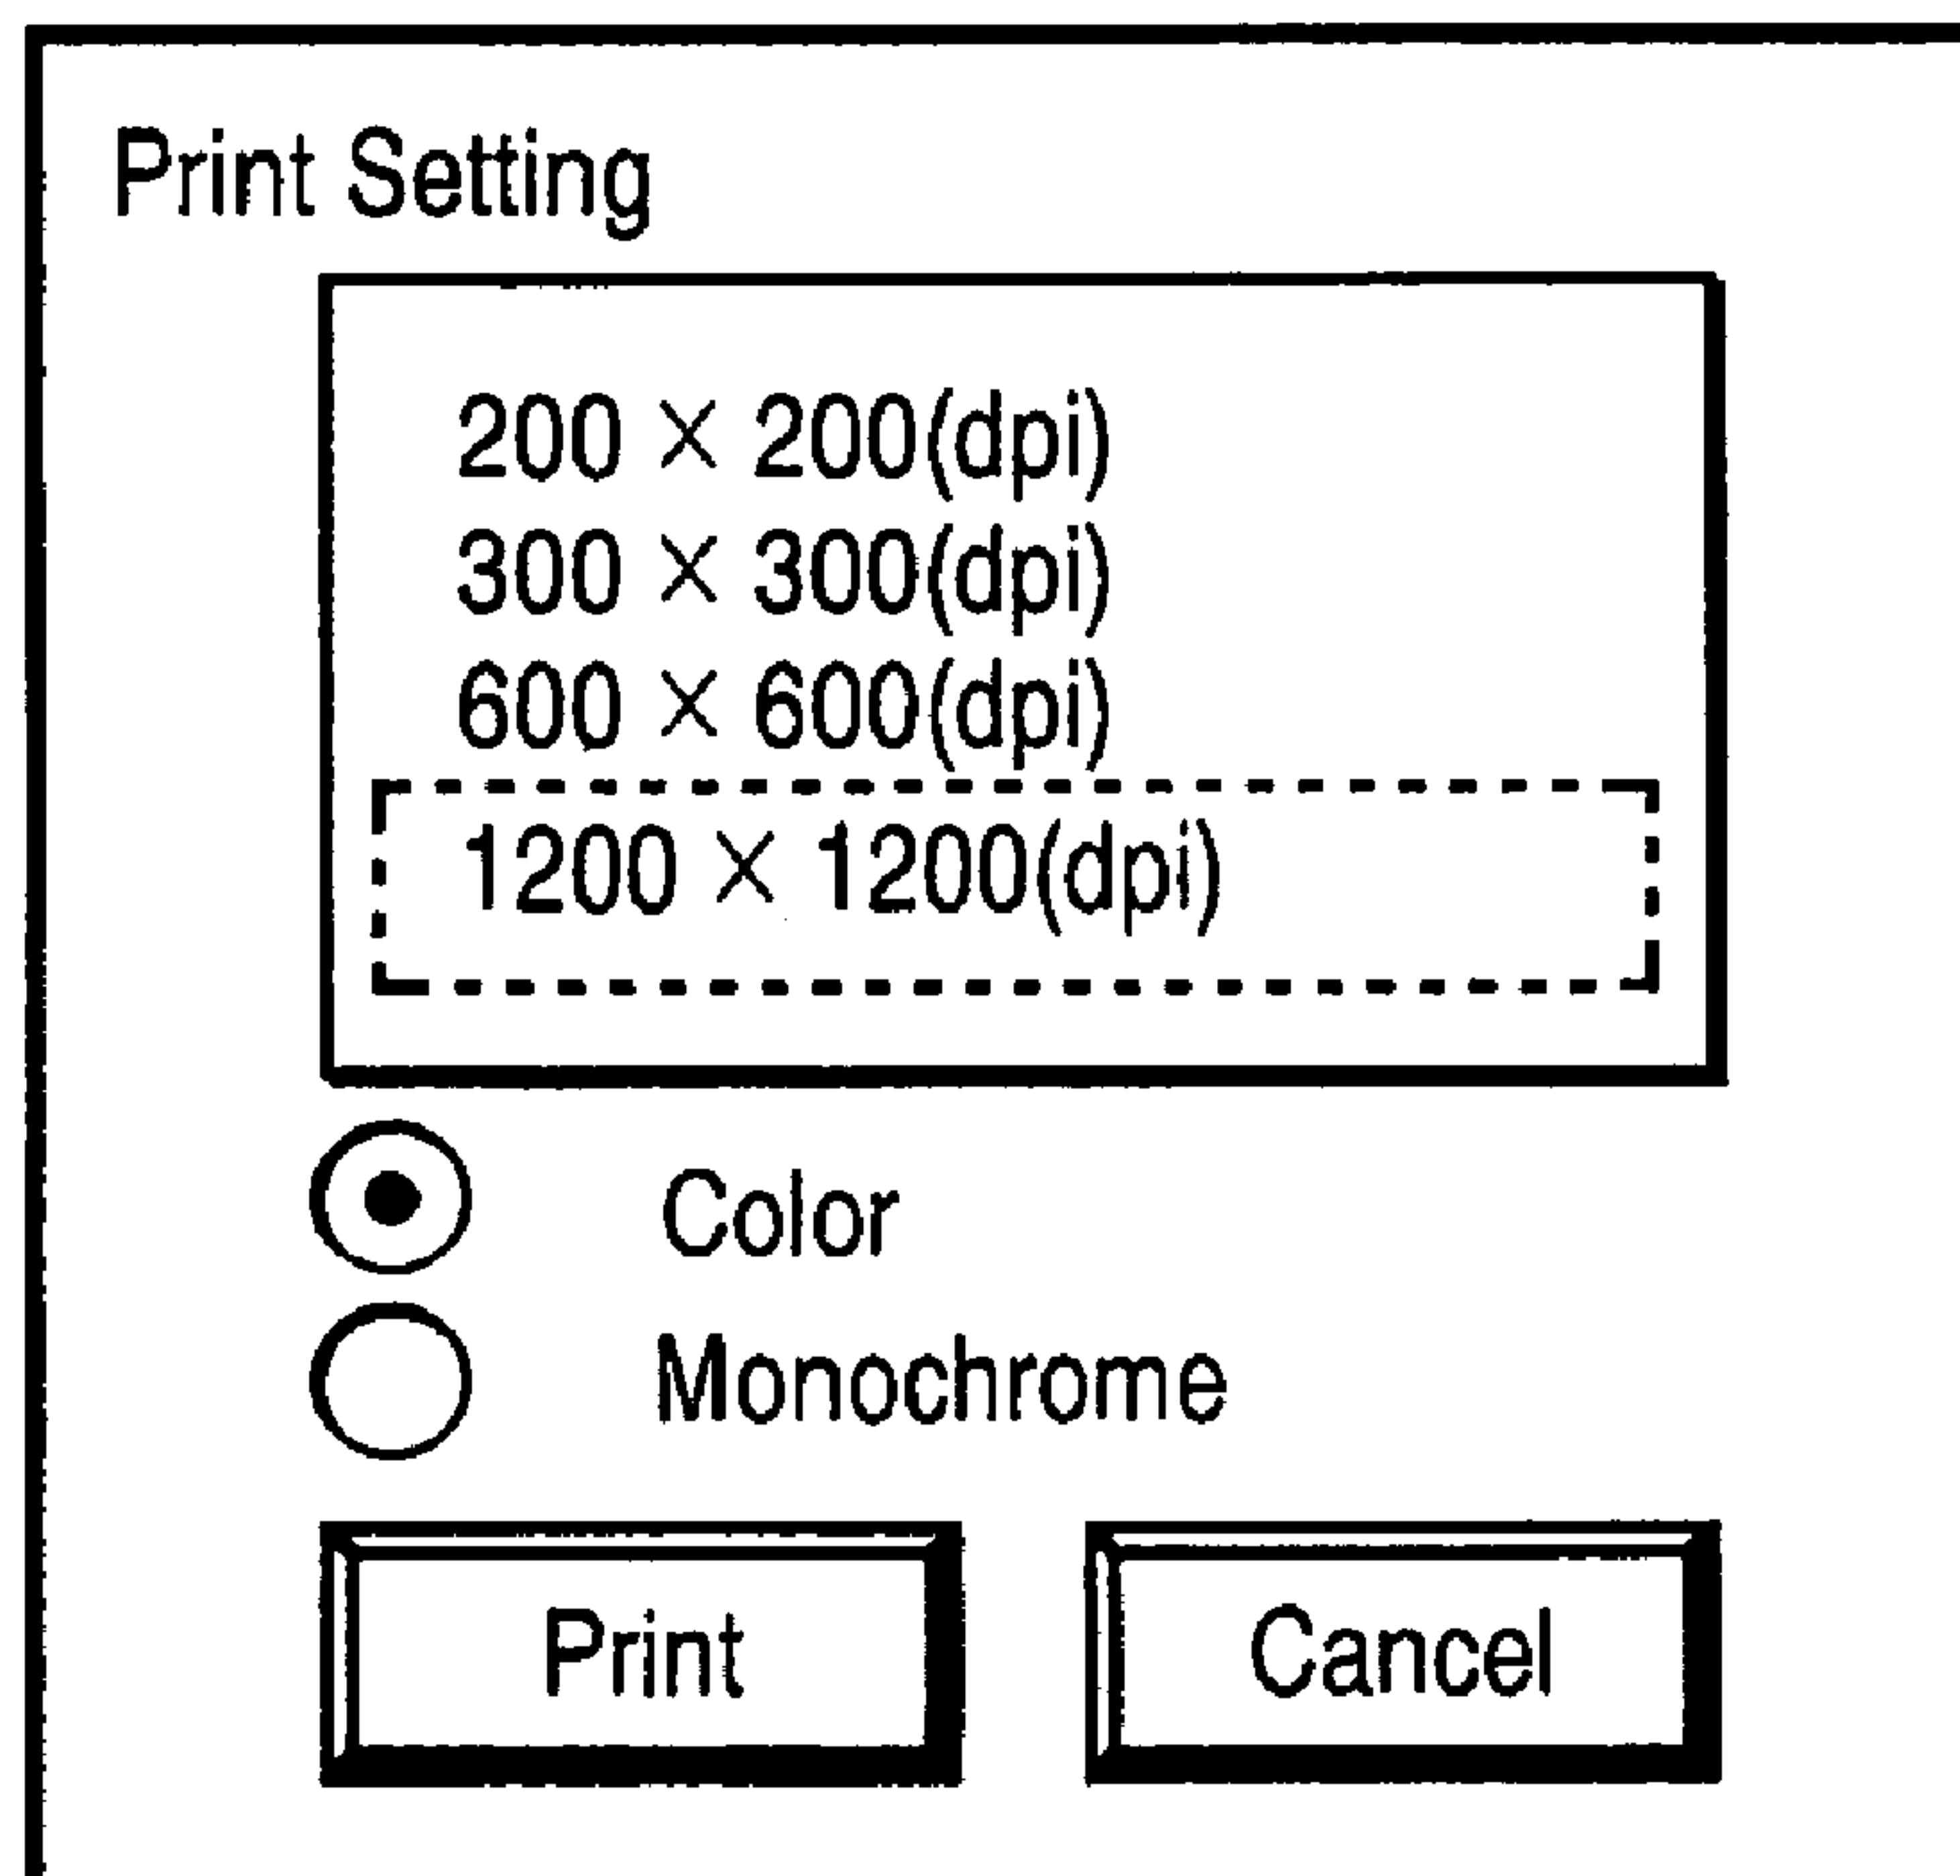 Print Setting
200 × 200(dpi)
300 × 300(dpi)
600 × 600(dpi)
1200 × 1200(dpi)
Color
Monochrome
Print Cancel